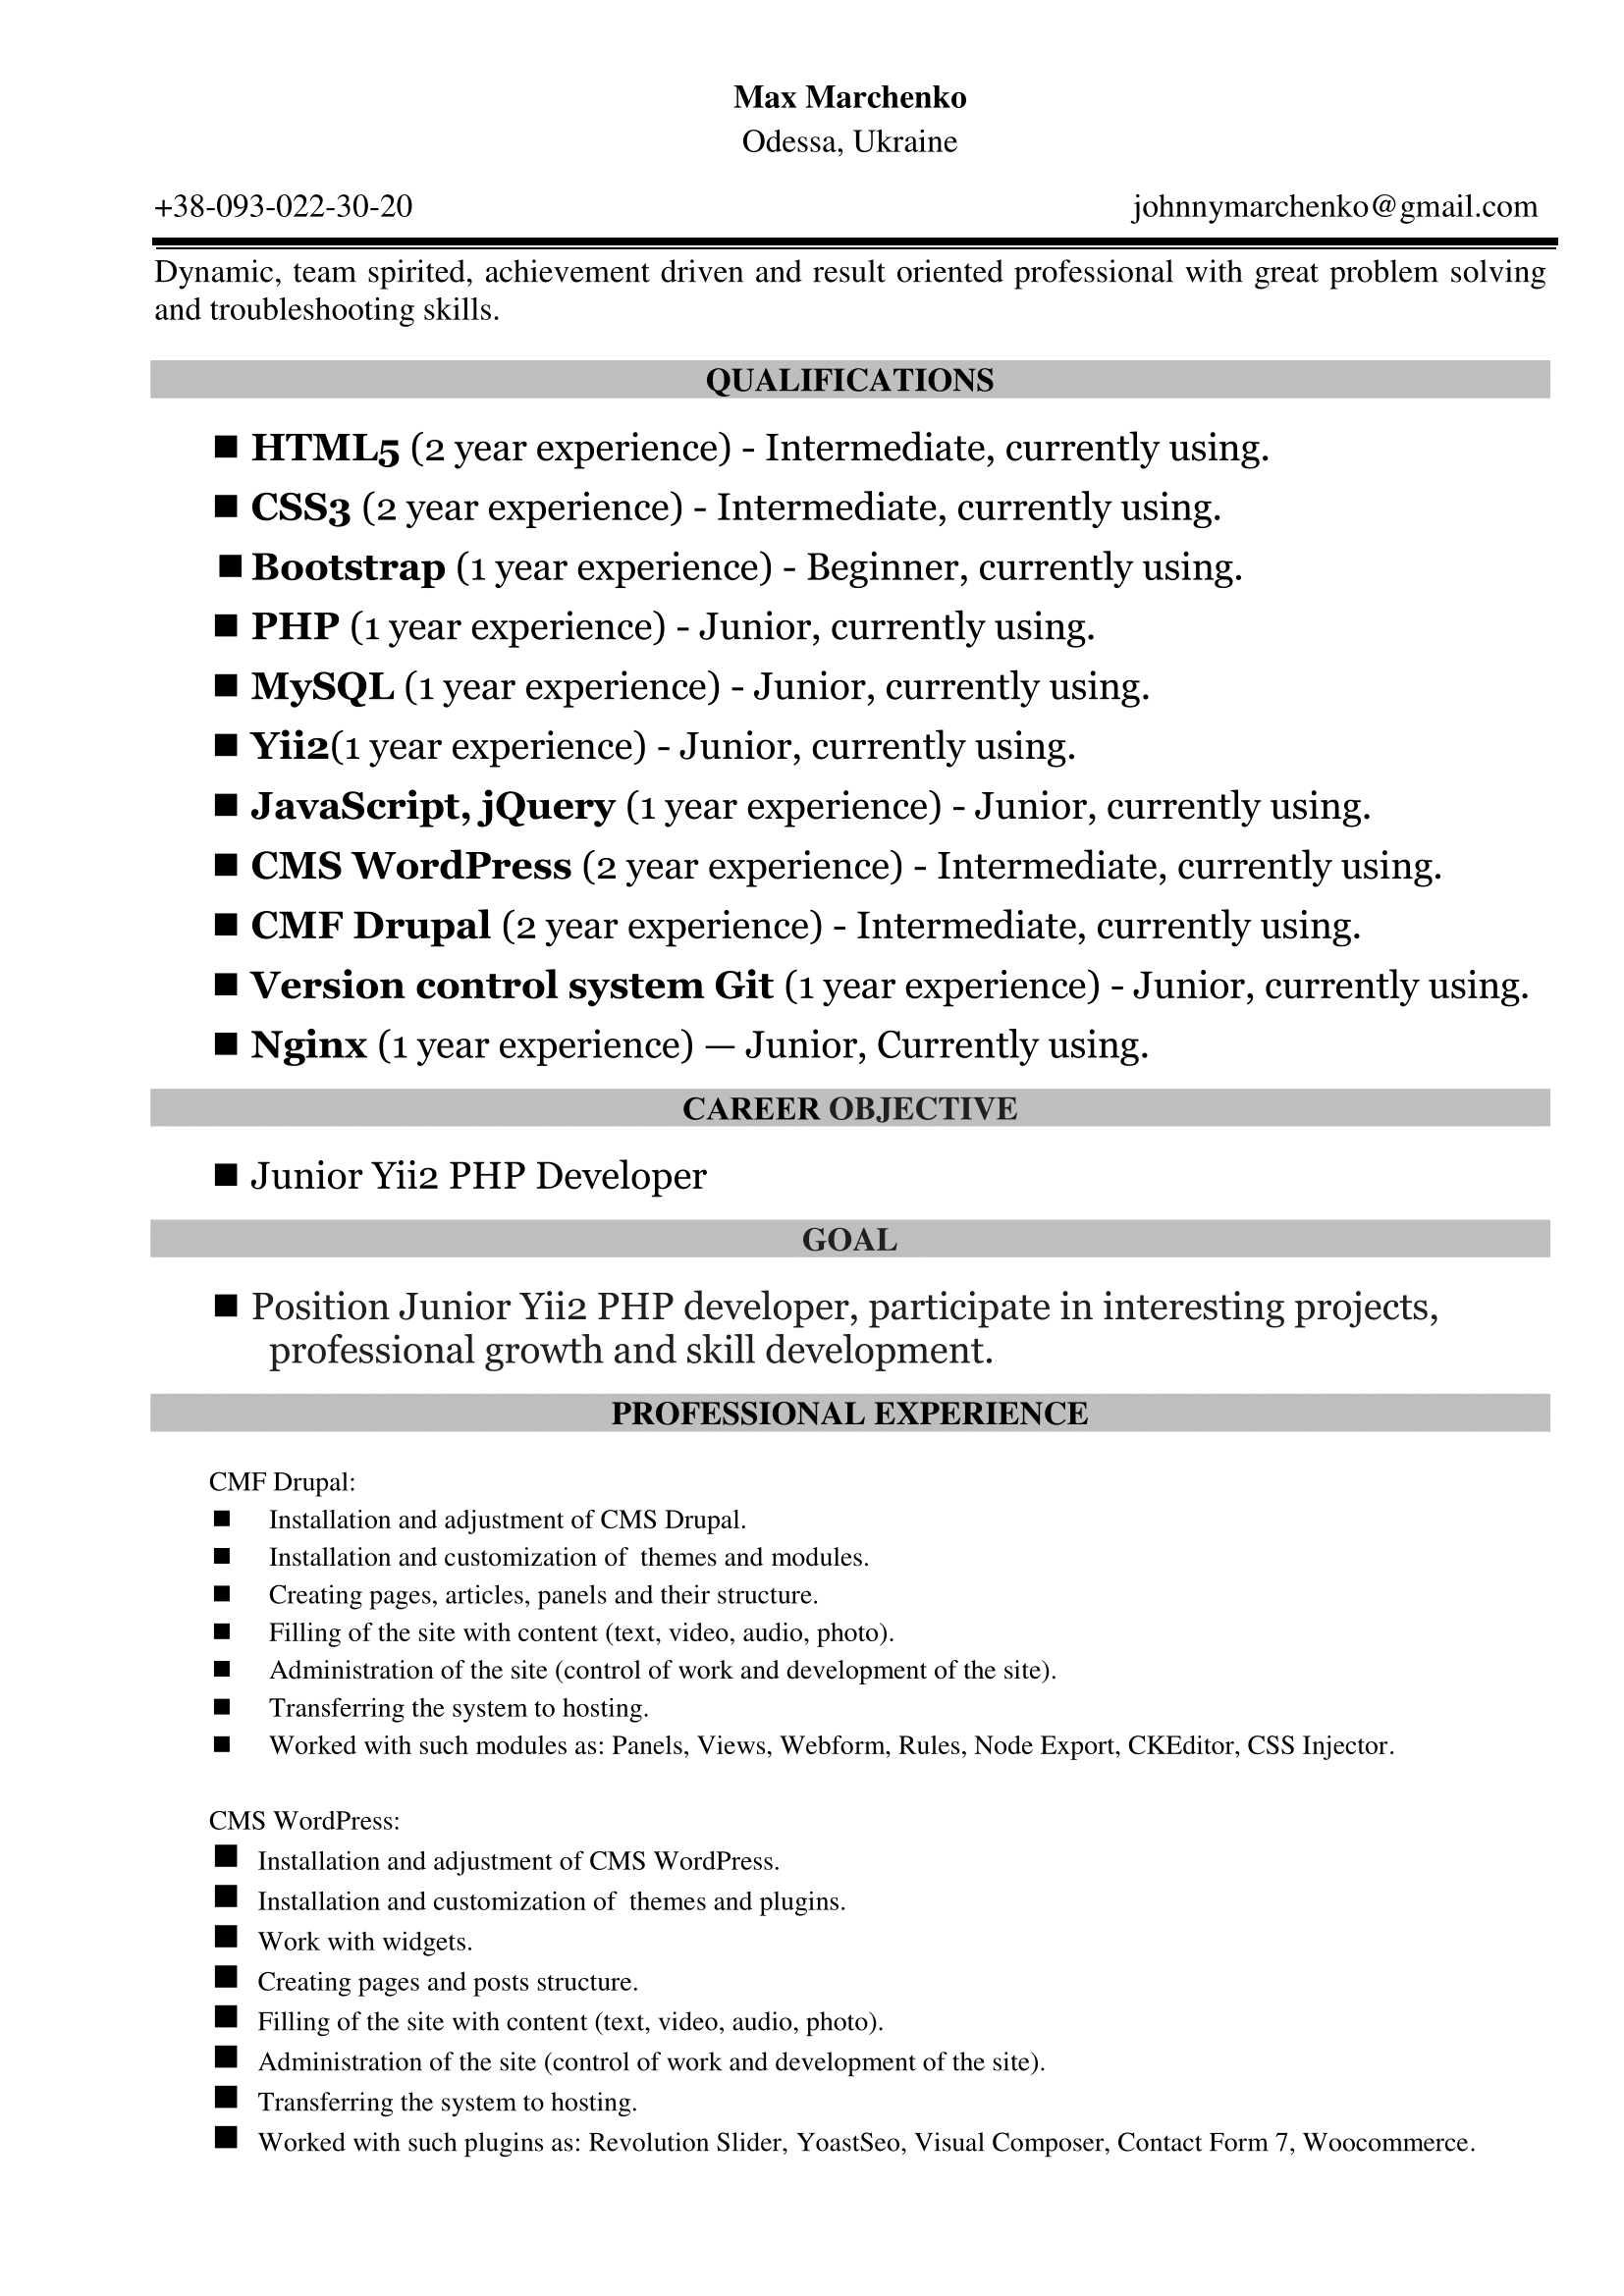 Max Marchenko
Odessa, Ukraine
+38-093-022-30-20 johnnymarchenko@gmail.com
Dynamic, team spirited, achievement driven and result oriented professional with great problem solving
and troubleshooting skills.
QUALIFICATIONS
■ HTML5 (2 year experience) - Intermediate, currently using.
■ CSS3 (2 year experience) - Intermediate, currently using.
■ Bootstrap (1 year experience) - Beginner, currently using.
■ PHP (1 year experience) - Junior, currently using.
■ MySQL (1 year experience) - Junior, currently using.
■ Yii2(1 year experience) - Junior, currently using.
■ JavaScript, jQuery (1 year experience) - Junior, currently using.
■ CMS WordPress (2 year experience) - Intermediate, currently using.
■ CMF Drupal (2 year experience) - Intermediate, currently using.
■ Version control system Git (1 year experience) - Junior, currently using.
■ Nginx (1 year experience) — Junior, Currently using.
CAREER OBJECTIVE
■ Junior Yii2 PHP Developer
GOAL
■ Position Junior Yii2 PHP developer, participate in interesting projects,
professional growth and skill development.
PROFESSIONAL EXPERIENCE
CMF Drupal:
■ Installation and adjustment of CMS Drupal.
■ Installation and customization of  themes and modules.
■ Creating pages, articles, panels and their structure.
■ Filling of the site with content (text, video, audio, photo).
■ Administration of the site (control of work and development of the site).
■ Transferring the system to hosting.
■ Worked with such modules as: Panels, Views, Webform, Rules, Node Export, CKEditor, CSS Injector.
CMS WordPress:
■ Installation and adjustment of CMS WordPress.
■ Installation and customization of  themes and plugins.
■ Work with widgets.
■ Creating pages and posts structure.
■ Filling of the site with content (text, video, audio, photo).
■ Administration of the site (control of work and development of the site).
■ Transferring the system to hosting.
■ Worked with such plugins as: Revolution Slider, YoastSeo, Visual Composer, Contact Form 7, Woocommerce.